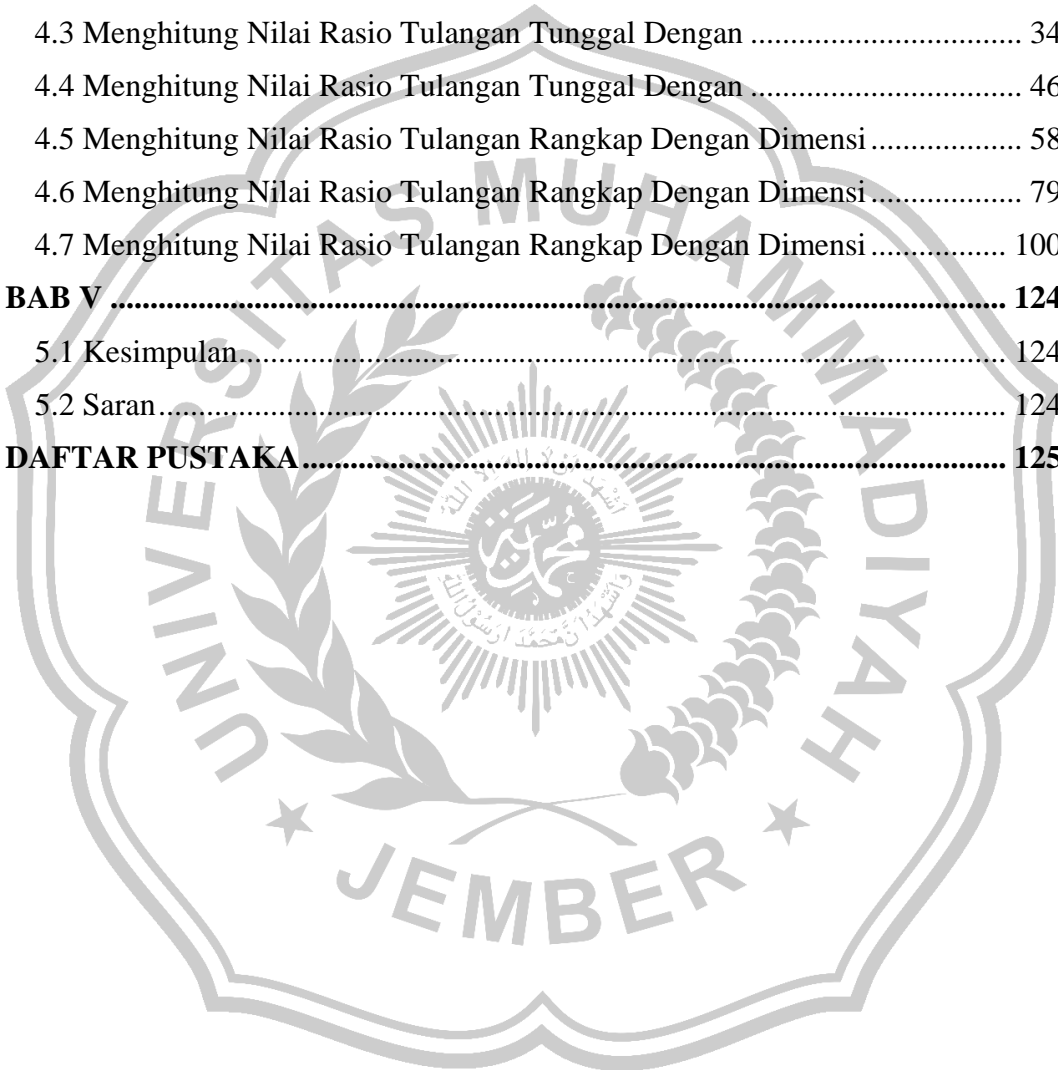 4.3 Menghitung Nilai Rasio Tulangan Tunggal Dengan ................................. 34
4.4 Menghitung Nilai Rasio Tulangan Tunggal Dengan ................................. 46
4.5 Menghitung Nilai Rasio Tulangan Rangkap Dengan Dimensi .................. 58
4.6 Menghitung Nilai Rasio Tulangan Rangkap Dengan Dimensi .................. 79
4.7 Menghitung Nilai Rasio Tulangan Rangkap Dengan Dimensi ................ 100
BAB V ............................................................................................................ 124
5.1 Kesimpulan............................................................................................ 124
5.2 Saran...................................................................................................... 124
DAFTAR PUSTAKA..................................................................................... 125
UNIVERSITAS MUHAMMADIYAH
JEMBER